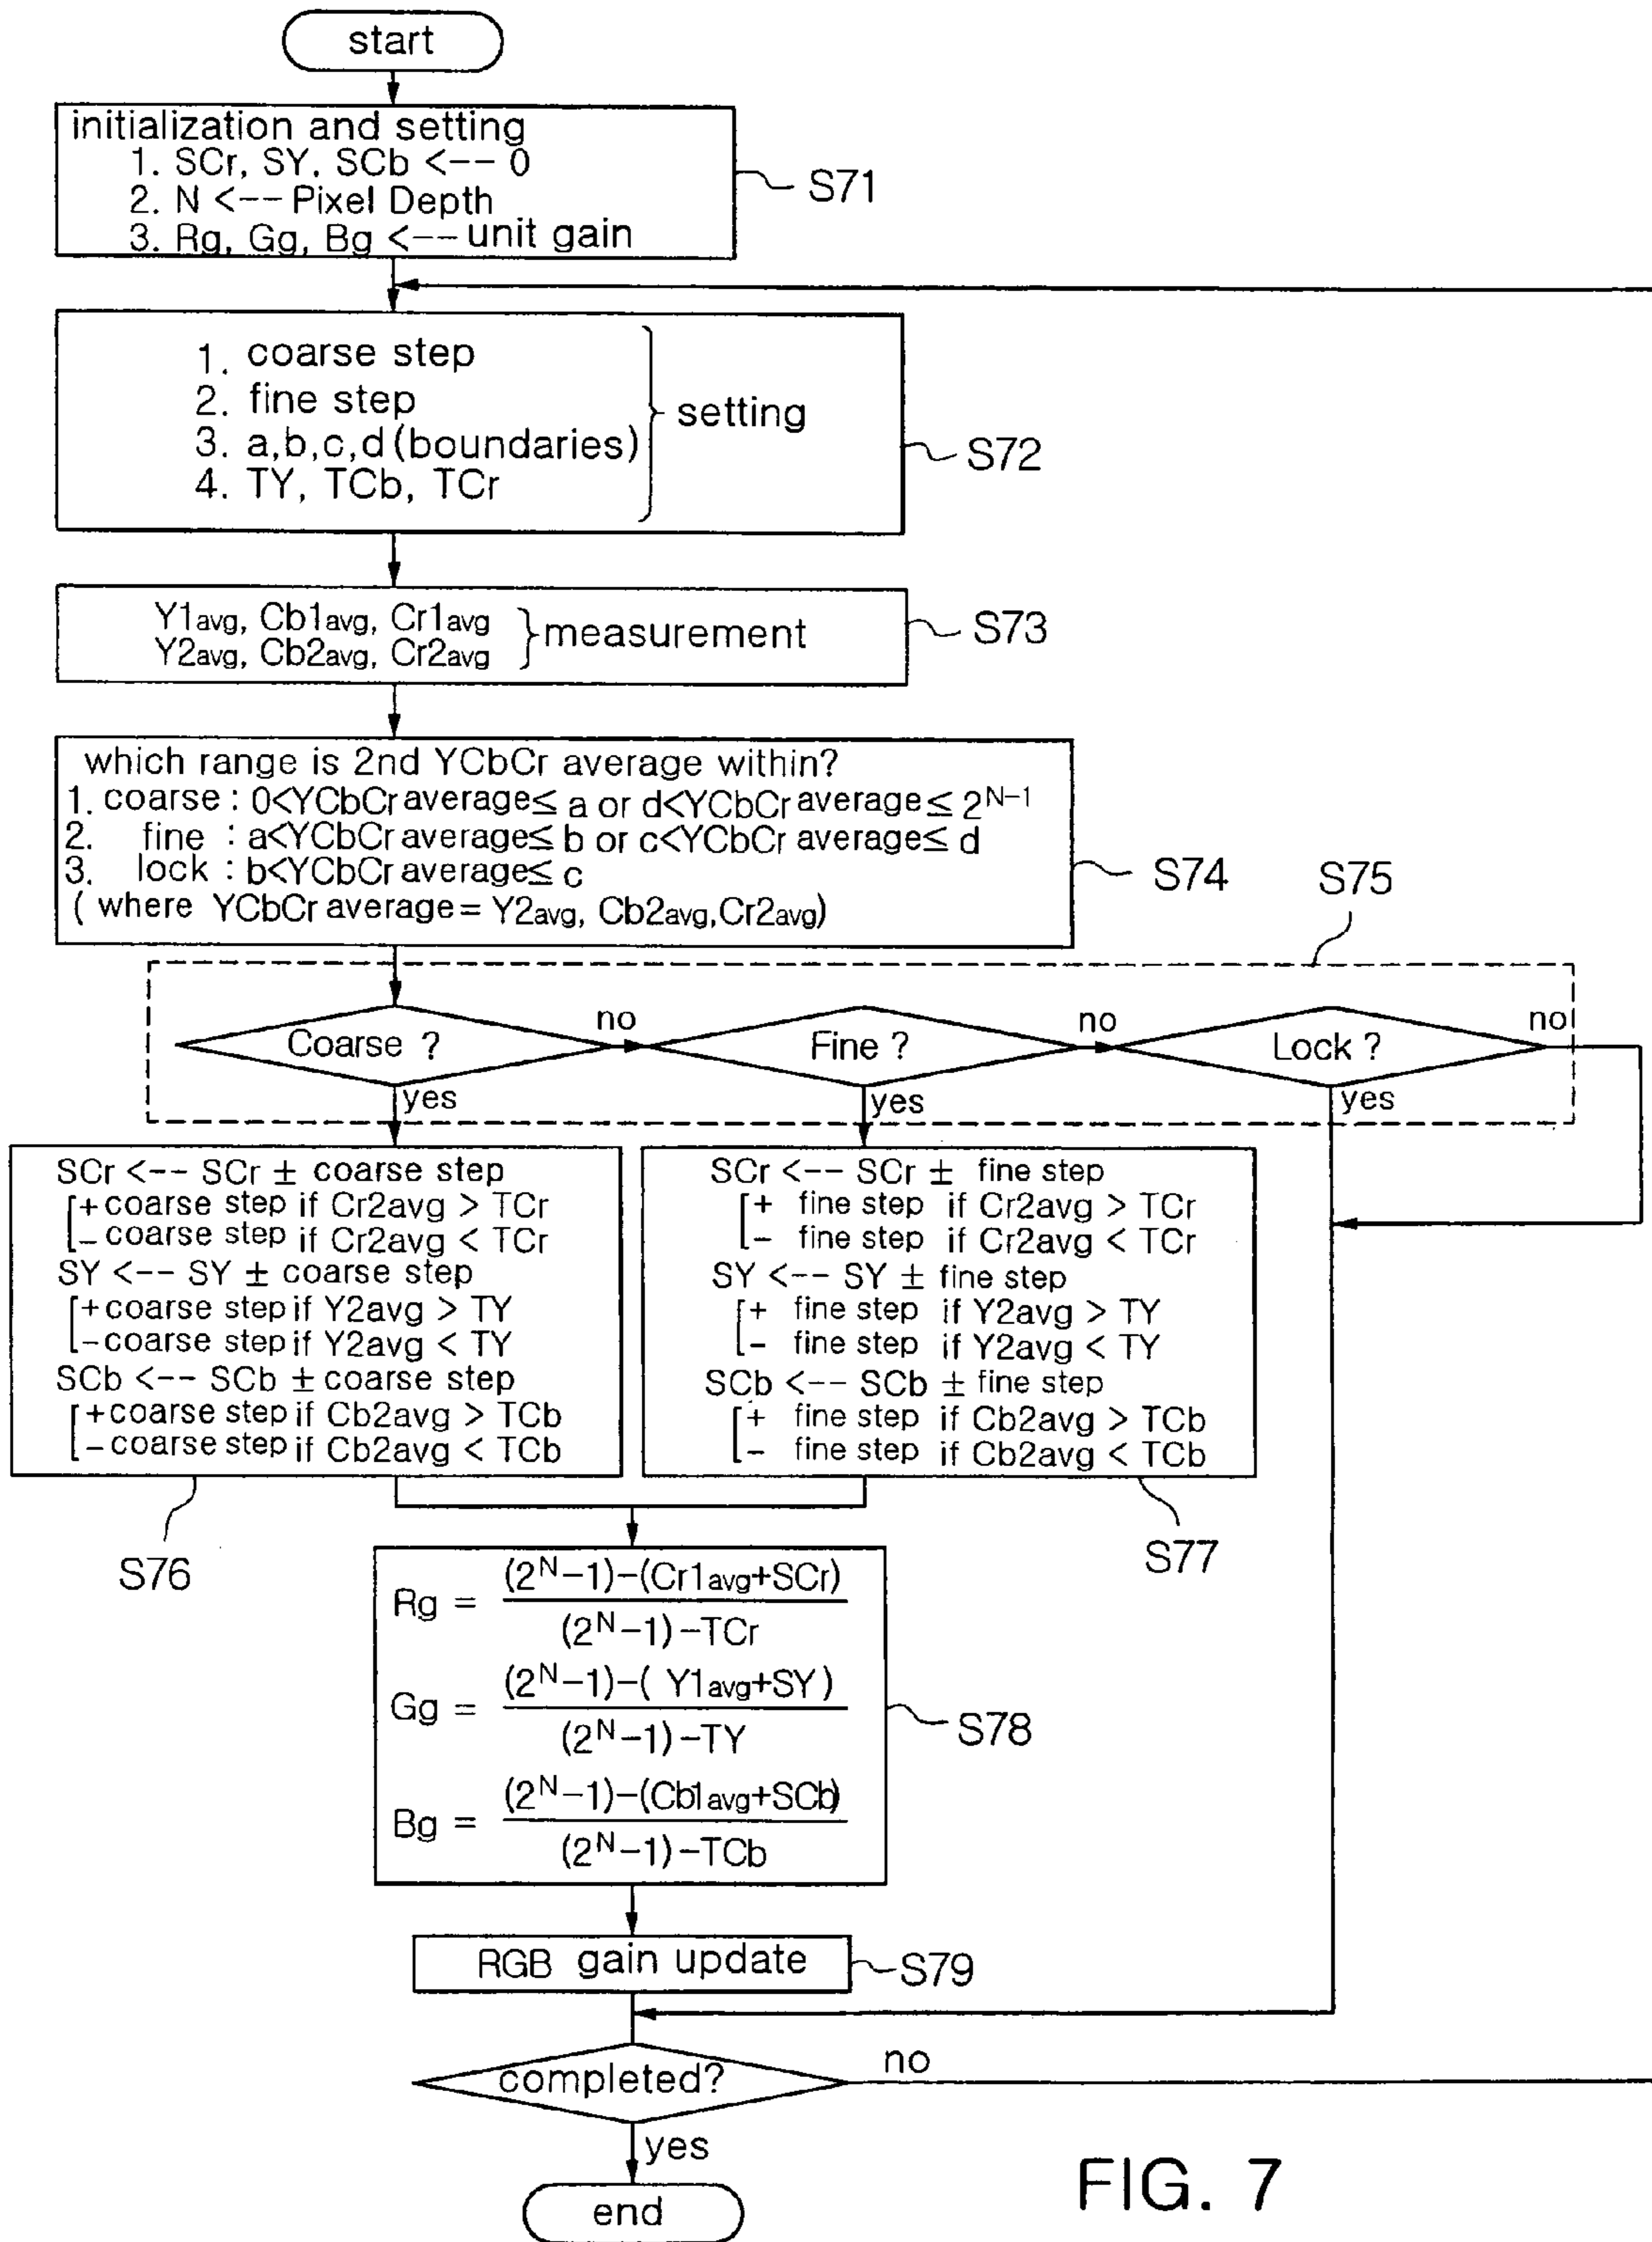 start
initialization and setting
1. SCr, SY, SCb <-- 0
2. N <-- Pixel Depth
3. Rg, Gg, Bg <-- unit gain
S71
1. coarse step
2. fine step
3. a,b,c,d (boundaries)
4. TY, TCb, TCr
setting
S72
Y1avg, Cb1avg, Cr1avg
Y2avg, Cb2avg, Cr2avg
measurement
S73
which range is 2nd YCbCr average within?
1. coarse : 0<YCbCr average≤ a or d<YCbCr average≤ 2^N-1
2. fine : a<YCbCr average≤ b or c<YCbCr average≤ d
3. lock : b<YCbCr average≤ c
( where YCbCr average = Y2avg, Cb2avg,Cr2avg)
S74
S75
Coarse ?
no
Fine ?
no
Lock ?
no
yes
yes
yes
SCr <-- SCr ± coarse step
+ coarse step if Cr2avg > TCr
- coarse step if Cr2avg < TCr
SY <-- SY ± coarse step
+ coarse step if Y2avg > TY
- coarse step if Y2avg < TY
SCb <-- SCb ± coarse step
+ coarse step if Cb2avg > TCb
- coarse step if Cb2avg < TCb
S76
SCr <-- SCr ± fine step
+ fine step if Cr2avg > TCr
- fine step if Cr2avg < TCr
SY <-- SY ± fine step
+ fine step if Y2avg > TY
- fine step if Y2avg < TY
SCb <-- SCb ± fine step
+ fine step if Cb2avg > TCb
- fine step if Cb2avg < TCb
S77
Rg = (2^N-1)-(Cr1avg+SCr)
(2^N-1)-TCr
Gg = (2^N-1)-( Y1avg+SY)
(2^N-1)-TY
Bg = (2^N-1)-(Cb1avg+SCb)
(2^N-1)-TCb
S78
RGB gain update
S79
completed?
no
yes
end
FIG. 7